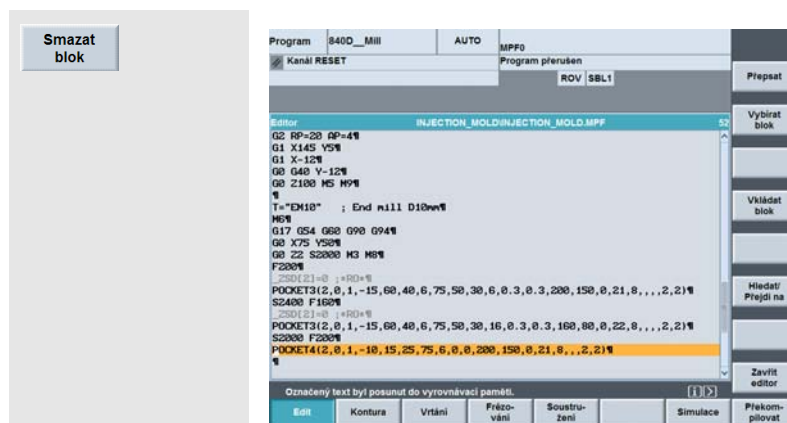 Smazat
blok
Program
840D__Mill
AUTO
MPF0
Kanál RESET
Program přerušen
ROV SBL1
Editor
INJECTION_MOLD\INJECTION_MOLD.MPF
52
G2 RP=20 AP=4¶
G1 X145 Y5¶
G1 X-12¶
G0 G40 Y-12¶
G0 Z100 M5 M9¶
¶
T="EM10" ; End mill D10mm¶
M6¶
G17 G54 G60 G90 G94¶
G0 X75 Y50¶
G0 Z2 S2000 M3 M8¶
F200¶
_ZSD[2]=0 ;*RO*¶
POCKET3(2,0,1,-15,60,40,6,75,50,30,6,0.3,0.3,200,150,0,21,8,,,,2,2)¶
S2400 F160¶
_ZSD[2]=0 ;*RO*¶
POCKET3(2,0,1,-15,60,40,6,75,50,30,16,0.3,0.3,160,80,0,22,8,,,,2,2)¶
S2000 F200¶
POCKET4(2,0,1,-10,15,25,75,6,0,0,200,150,0,21,8,,,2,2)¶
¶
Označený text byl posunut do vyrovnávací paměti.
Edit
Kontura
Vrtání
Frézo-
vání
Soustru-
žení
Simulace
Přepsat
Vybírat
blok
Vkládat
blok
Hledat/
Přejdi na
Zavřít
editor
Překom-
pilovat